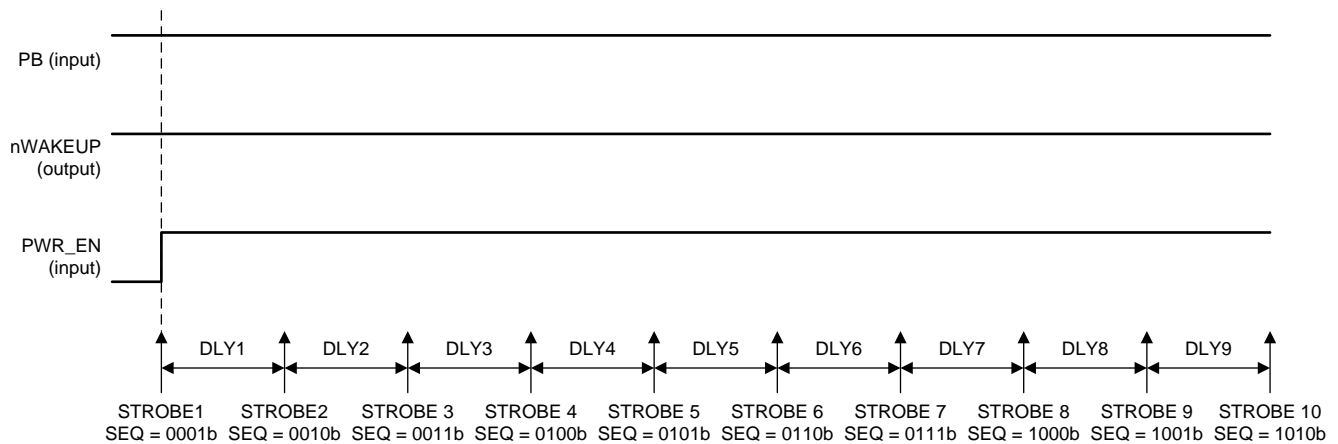 PB (input)
nWAKEUP
(output)
PWR_EN
(input)
DLY1 DLY2 DLY3 DLY4 DLY5 DLY6 DLY7 DLY8 DLY9
STROBE1 STROBE2 STROBE 3 STROBE 4 STROBE 5 STROBE 6 STROBE 7 STROBE 8 STROBE 9 STROBE 10
SEQ = 0001b SEQ = 0010b SEQ = 0011b SEQ = 0100b SEQ = 0101b SEQ = 0110b SEQ = 0111b SEQ = 1000b SEQ = 1001b SEQ = 1010b